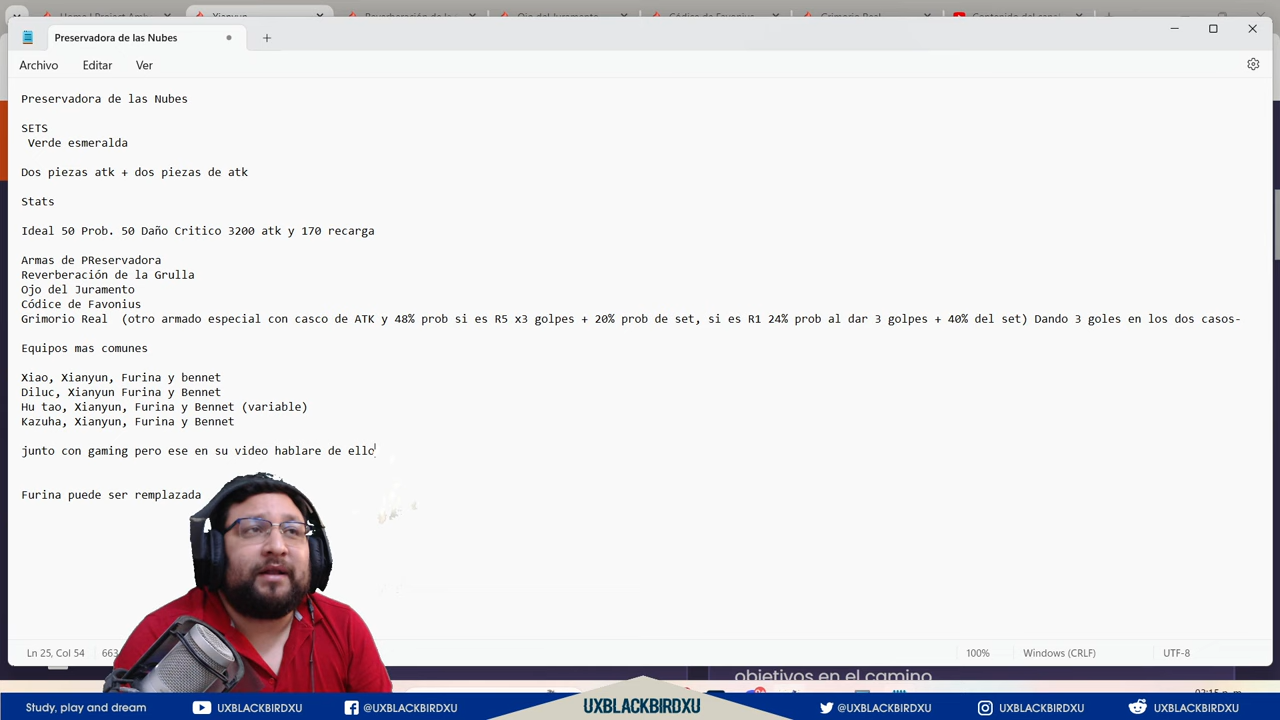 Xianyun
Preservadora de las Nubes
Archivo Editar Ver
Preservadora de las Nubes
SETS
Verde esmeralda
Dos piezas atk + dos piezas de atk
Stats
Ideal 50 Prob. 50 Daño Critico 3200 atk y 170 recarga
Armas de PReservadora
Reverberación de la Grulla
Ojo del Juramento
Códice de Favonius
Grimorio Real (otro armado especial con casco de ATK y 48% prob si es R5 x3 golpes + 20% prob de set, si es R1 24% prob al dar 3 golpes + 40% del set) Dando 3 goles en los dos casos-
Equipos mas comunes
Xiao, Xianyun, Furina y bennet
Diluc, Xianyun Furina y Bennet
Hu tao, Xianyun, Furina y Bennet (variable)
Kazuha, Xianyun, Furina y Bennet
junto con gaming pero ese en su video hablare de ello
Furina puede ser remplazada
Ln 25, Col 54 663 100% Windows (CRLF) UTF-8
objetivos en el camino
Study, play and dream UXBLACKBIRDXU @UXBLACKBIRDXU UXBLACKBIRDXU @UXBLACKBIRDXU UXBLACKBIRDXU UXBLACKBIRDXU